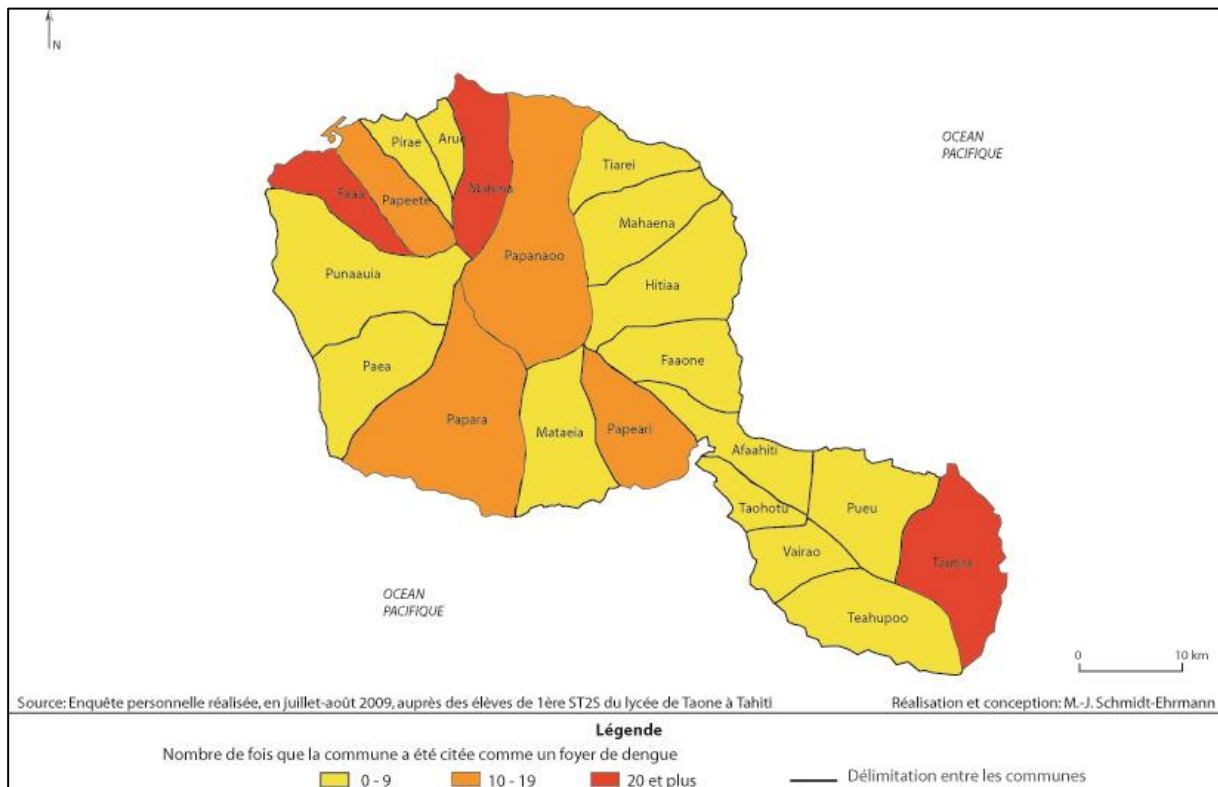 N
OCEAN
PACIFIQUE
Pirae
Arue
Tiarei
Faaa
Papeete
Mahina
Mahaena
Papanaoo
Punaauia
Hitiaa
Paea
Faaone
Papara
Mataeia
Papeari
Afaahiti
Taohotu
Pueu
Vairao
Tautira
Teahupoo
OCEAN
PACIFIQUE
0 10 km
Source: Enquête personnelle réalisée, en juillet-août 2009, auprès des élèves de 1ère ST2S du lycée de Taone à Tahiti
Réalisation et conception: M.-J. Schmidt-Ehrmann
Légende
Nombre de fois que la commune a été citée comme un foyer de dengue
0 - 9 10 - 19 20 et plus Délimitation entre les communes